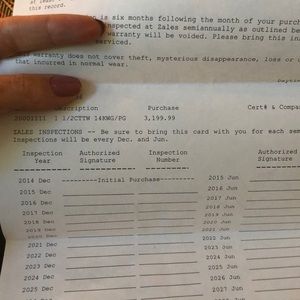 this record.
is six months following the month of your purch
inspected at Zales semiannually as outlined be
warranty will be voided. Please bring this in
serviced.
warranty does not cover theft, mysterious disappearance, loss or
that incurred in normal wear.
Description Purchase Cert# & Compa
20001511 1 1/2CTTW 14KWG/PG 3,199.99
SALES INSPECTIONS -- Be sure to bring this card with you for each sem
Inspections will be every Dec. and Jun.
Inspection Authorized Inspection Authorized
Year Signature Number Signature
2014 Dec ---------Initial Purchase--------- 2015 Jun
2015 Dec 2016 Jun
2016 Dec 2017 Jun
2017 Dec 2018 Jun
2018 Dec 2019 Jun
2019 Dec 2020 Jun
2020 Dec 2021 Jun
2021 Dec 2022 Jun
2022 Dec 2023 Jun
2023 Dec 2024 Jun
2024 Dec 2025 Jun
2025 Dec 2026 Jun
2027 Jun